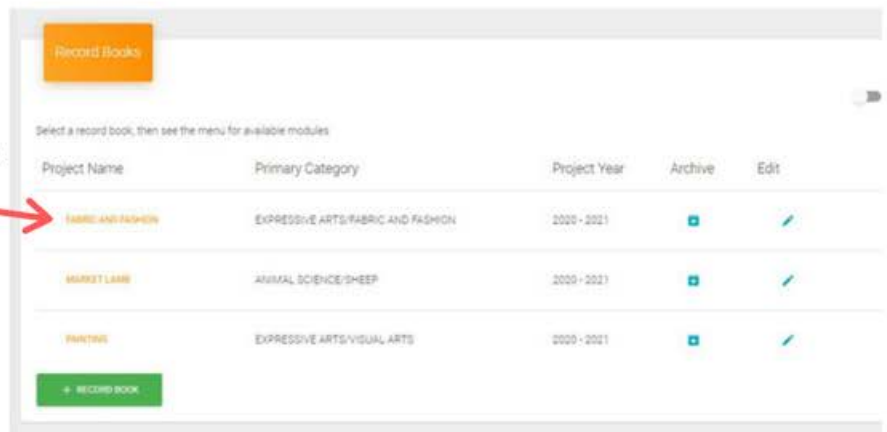 Record Books
Select a record book, then see the menu for available modules
Project Name Primary Category Project Year Archive Edit
FABRIC AND FASHION EXPRESSIVE ARTS/FABRIC AND FASHION 2020 - 2021
MARKET LAMB ANIMAL SCIENCE/SHEEP 2020 - 2021
PAINTING EXPRESSIVE ARTS/VISUAL ARTS 2020 - 2021
+ RECORD BOOK